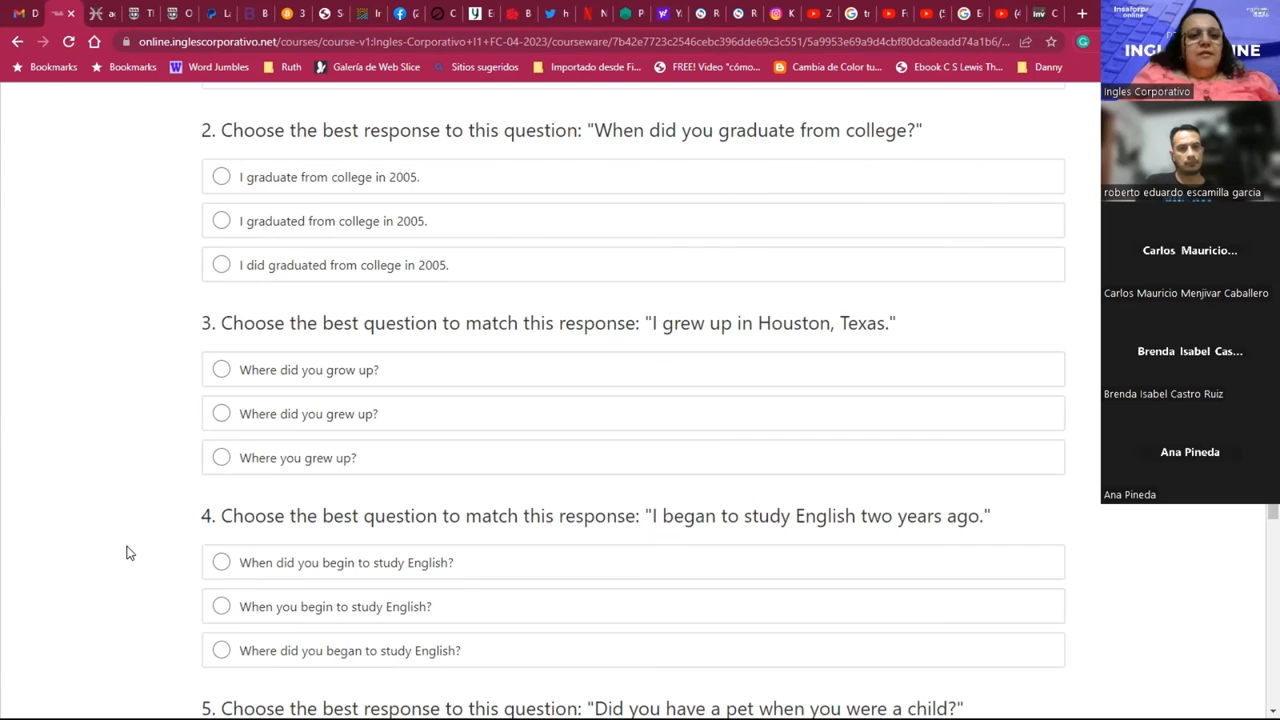 online.inglescorporativo.net/courses/course-v1:Ingles-Corporativo+I1+FC-04-2023/courseware/7b42e7723c2546cebc396dde69c3c551/5a9953e69a9d4cbf80dca8eadd74a1b6/...
Bookmarks Bookmarks Word Jumbles Ruth Galería de Web Slice Sitios sugeridos Importado desde Fi... FREE! Video "cómo... Cambia de Color tu... Ebook C S Lewis Th... Danny
2. Choose the best response to this question: "When did you graduate from college?"
I graduate from college in 2005.
I graduated from college in 2005.
I did graduated from college in 2005.
3. Choose the best question to match this response: "I grew up in Houston, Texas."
Where did you grow up?
Where did you grew up?
Where you grew up?
4. Choose the best question to match this response: "I began to study English two years ago."
When did you begin to study English?
When you begin to study English?
Where did you began to study English?
5. Choose the best response to this question: "Did you have a pet when you were a child?"
Insaforp
online
Ingles Corporativo
roberto eduardo escamilla garcia
Carlos Mauricio...
Carlos Mauricio Menjivar Caballero
Brenda Isabel Cas...
Brenda Isabel Castro Ruiz
Ana Pineda
Ana Pineda